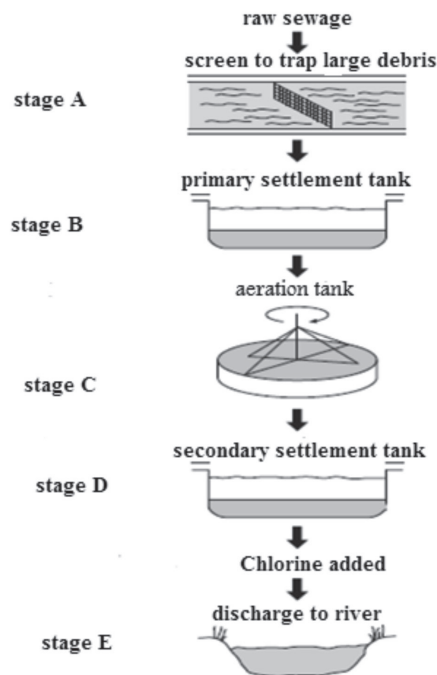 raw sewage
screen to trap large debris
stage A
primary settlement tank
stage B
aeration tank
stage C
secondary settlement tank
stage D
Chlorine added
discharge to river
stage E